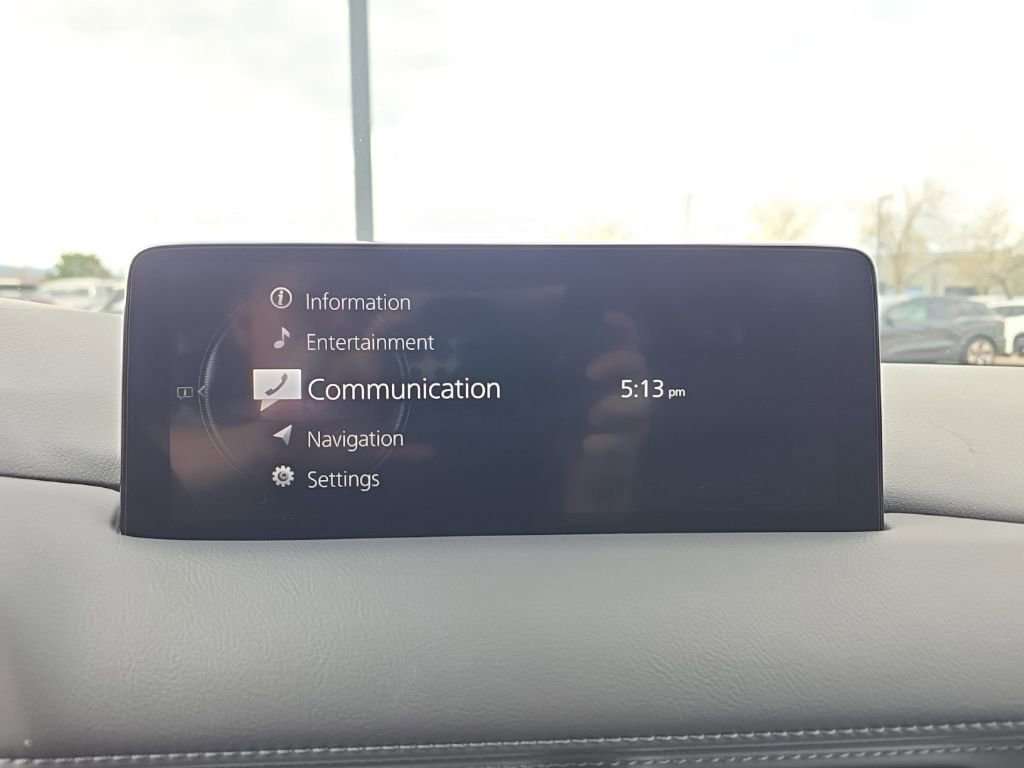 Information
Entertainment
Communication
5:13 pm
Navigation
Settings